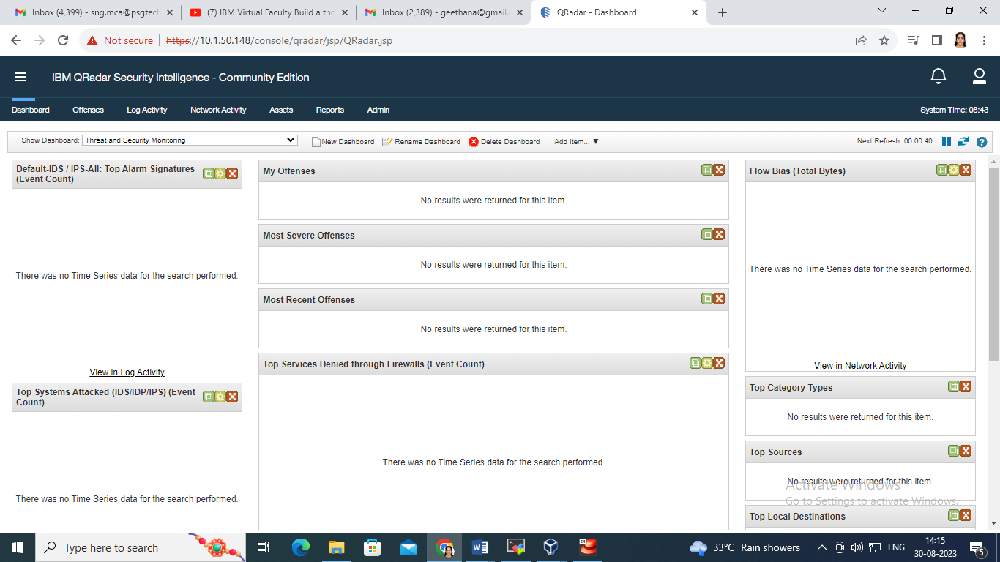 Inbox (4,399) - sng.mca@psgtech
(7) IBM Virtual Faculty Build a tho
Inbox (2,389) - geethana@gmail.
QRadar - Dashboard
Not secure https://10.1.50.148/console/qradar/jsp/QRadar.jsp
IBM QRadar Security Intelligence - Community Edition
Dashboard Offenses Log Activity Network Activity Assets Reports Admin System Time: 08:43
Show Dashboard: Threat and Security Monitoring New Dashboard Rename Dashboard Delete Dashboard Add Item... Next Refresh: 00:00:40
Default-IDS / IPS-All: Top Alarm Signatures
(Event Count)
There was no Time Series data for the search performed.
View in Log Activity
Top Systems Attacked (IDS/IDP/IPS) (Event
Count)
There was no Time Series data for the search performed.
My Offenses
No results were returned for this item.
Most Severe Offenses
No results were returned for this item.
Most Recent Offenses
No results were returned for this item.
Top Services Denied through Firewalls (Event Count)
There was no Time Series data for the search performed.
Flow Bias (Total Bytes)
There was no Time Series data for the search performed.
View in Network Activity
Top Category Types
No results were returned for this item.
Top Sources
No results were returned for this item.
Activate Windows
Go to Settings to activate Windows.
Top Local Destinations
Type here to search
33°C Rain showers
ENG
14:15
30-08-2023
5